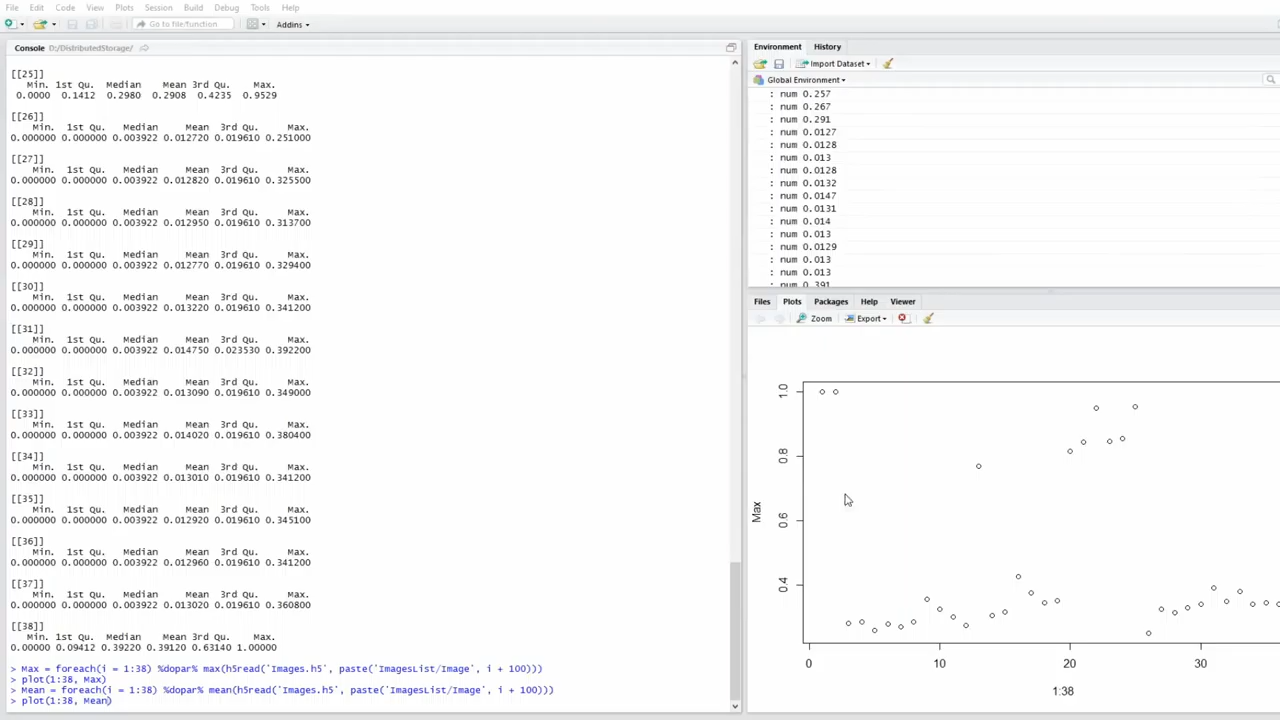 File Edit Code View Plots Session Build Debug Tools Help
Go to file/function Addins
Console D:/DistributedStorage/
[[25]]
Min. 1st Qu. Median Mean 3rd Qu. Max.
0.0000 0.1412 0.2980 0.2908 0.4235 0.9529
[[26]]
Min. 1st Qu. Median Mean 3rd Qu. Max.
0.000000 0.000000 0.003922 0.012720 0.019610 0.251000
[[27]]
Min. 1st Qu. Median Mean 3rd Qu. Max.
0.000000 0.000000 0.003922 0.012820 0.019610 0.325500
[[28]]
Min. 1st Qu. Median Mean 3rd Qu. Max.
0.000000 0.000000 0.003922 0.012950 0.019610 0.313700
[[29]]
Min. 1st Qu. Median Mean 3rd Qu. Max.
0.000000 0.000000 0.003922 0.012770 0.019610 0.329400
[[30]]
Min. 1st Qu. Median Mean 3rd Qu. Max.
0.000000 0.000000 0.003922 0.013220 0.019610 0.341200
[[31]]
Min. 1st Qu. Median Mean 3rd Qu. Max.
0.000000 0.000000 0.003922 0.014750 0.023530 0.392200
[[32]]
Min. 1st Qu. Median Mean 3rd Qu. Max.
0.000000 0.000000 0.003922 0.013090 0.019610 0.349000
[[33]]
Min. 1st Qu. Median Mean 3rd Qu. Max.
0.000000 0.000000 0.003922 0.014020 0.019610 0.380400
[[34]]
Min. 1st Qu. Median Mean 3rd Qu. Max.
0.000000 0.000000 0.003922 0.013010 0.019610 0.341200
[[35]]
Min. 1st Qu. Median Mean 3rd Qu. Max.
0.000000 0.000000 0.003922 0.012920 0.019610 0.345100
[[36]]
Min. 1st Qu. Median Mean 3rd Qu. Max.
0.000000 0.000000 0.003922 0.012960 0.019610 0.341200
[[37]]
Min. 1st Qu. Median Mean 3rd Qu. Max.
0.000000 0.000000 0.003922 0.013020 0.019610 0.360800
[[38]]
Min. 1st Qu. Median Mean 3rd Qu. Max.
0.00000 0.09412 0.39220 0.39120 0.63140 1.00000
> Max = foreach(i = 1:38) %dopar% max(h5read('Images.h5', paste('ImagesList/Image', i + 100)))
> plot(1:38, Max)
> Mean = foreach(i = 1:38) %dopar% mean(h5read('Images.h5', paste('ImagesList/Image', i + 100)))
> plot(1:38, Mean)
Environment History
Import Dataset
Global Environment
: num 0.257
: num 0.267
: num 0.291
: num 0.0127
: num 0.0128
: num 0.013
: num 0.0128
: num 0.0132
: num 0.0147
: num 0.0131
: num 0.014
: num 0.013
: num 0.0129
: num 0.013
: num 0.013
: num 0.391
Files Plots Packages Help Viewer
Zoom Export
1.0
0.8
0.6
0.4
Max
0 10 20 30
1:38